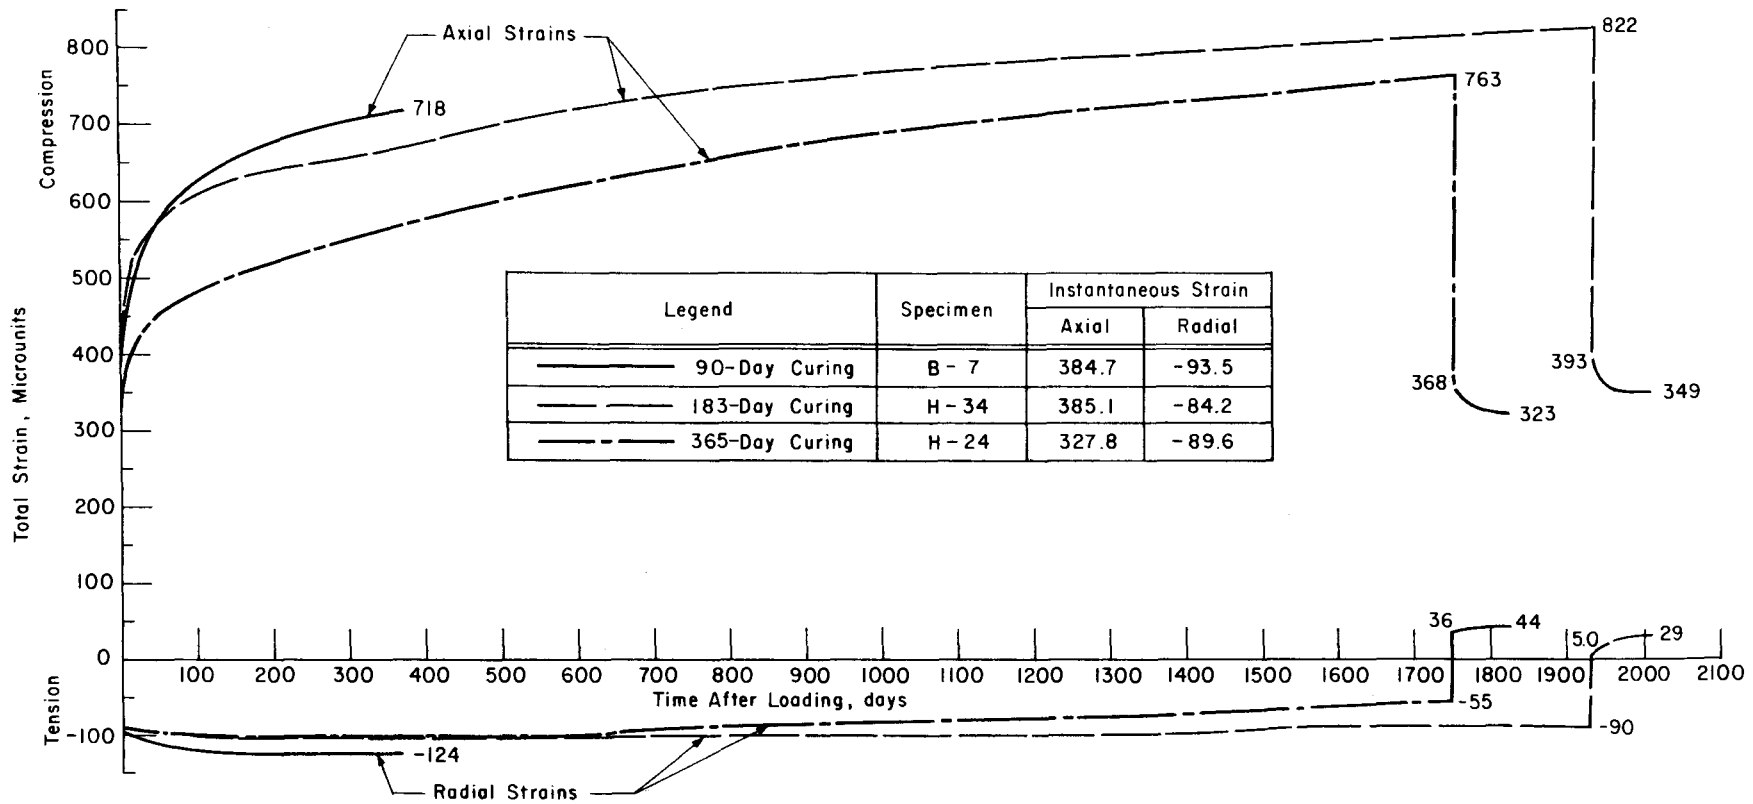 Axial Strains
822
800
763
718
700
Compression
600
500
400
300
200
100
0
-100
Total Strain, Microunits
Tension
Legend
Specimen
Instantaneous Strain
Axial
Radial
90-Day Curing
B-7
384.7
-93.5
183-Day Curing
H-34
385.1
-84.2
365-Day Curing
H-24
327.8
-89.6
368
323
393
349
36
44
5.0
29
100 200 300 400 500 600 700 800 900 1000 1100 1200 1300 1400 1500 1600 1700 1800 1900 2000 2100
Time After Loading, days
-55
-90
-124
Radial Strains